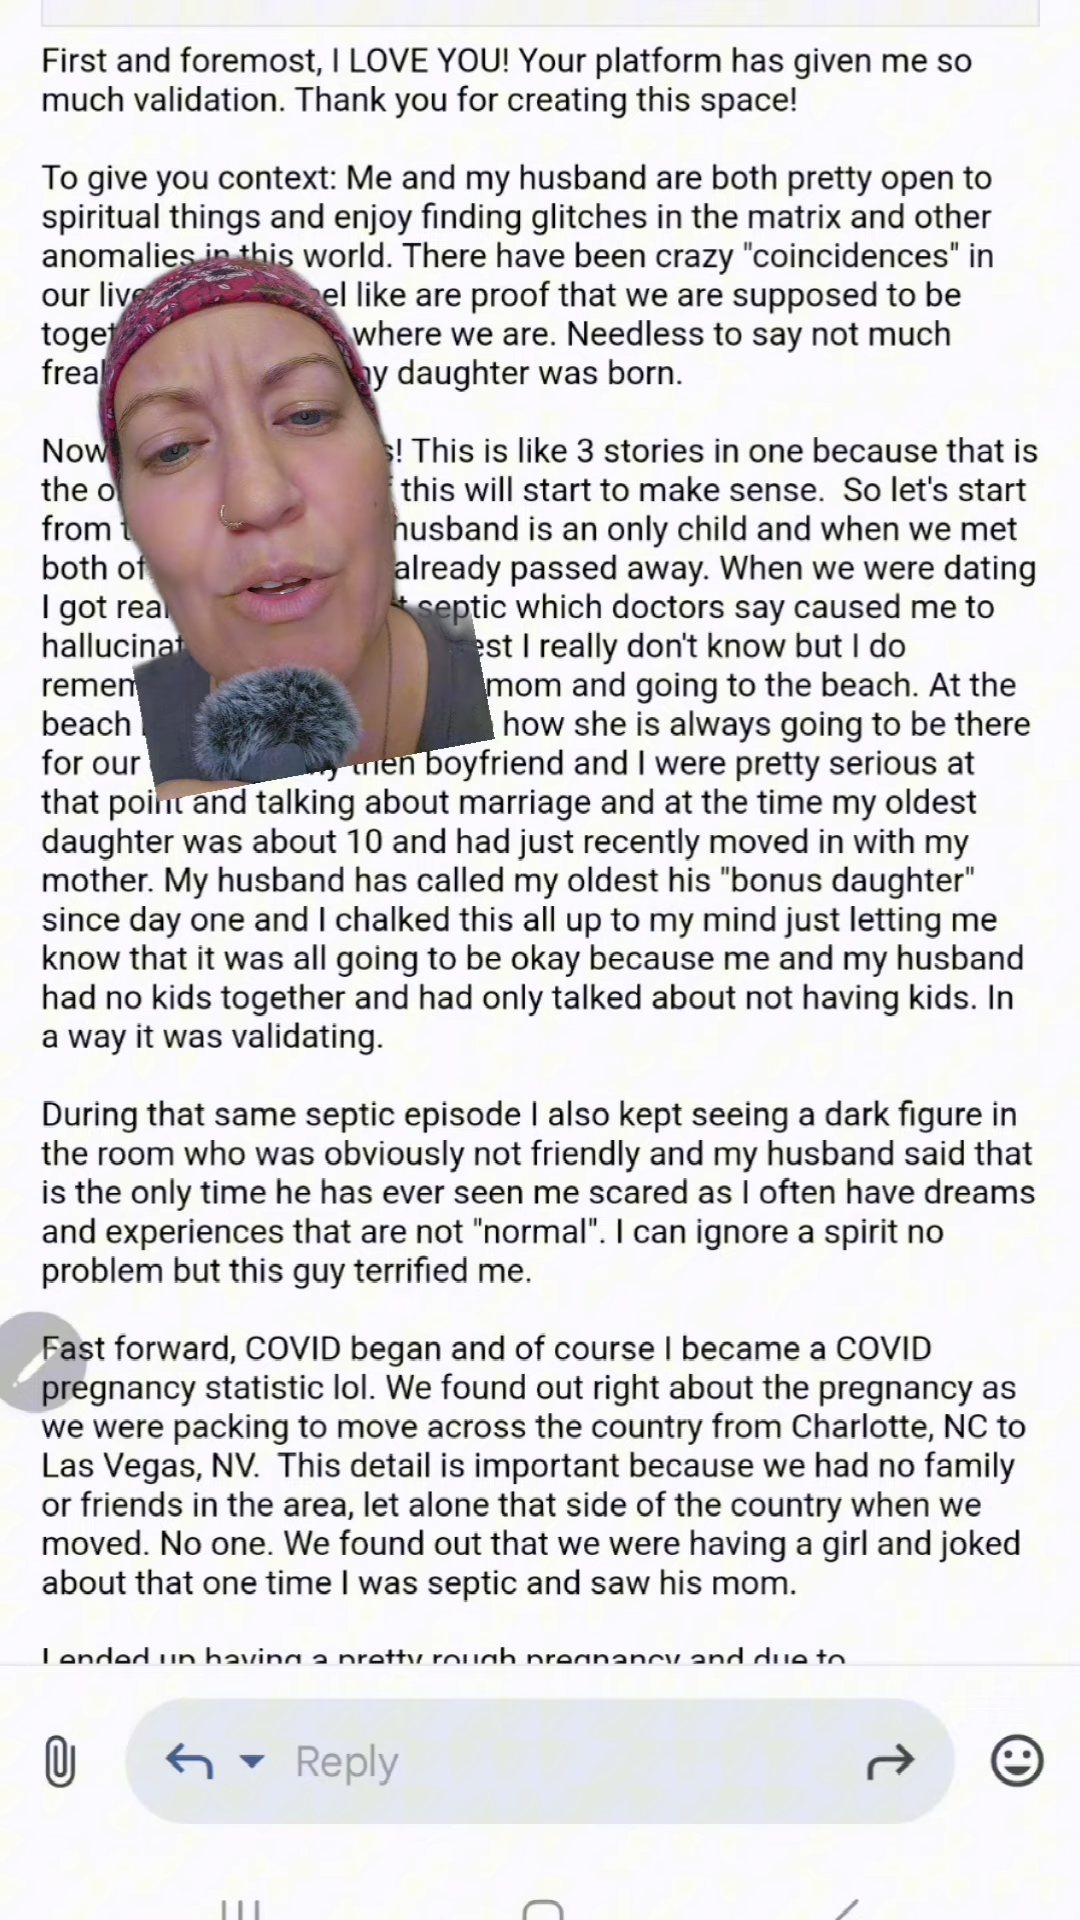 First and foremost, I LOVE YOU! Your platform has given me so
much validation. Thank you for creating this space!
To give you context: Me and my husband are both pretty open to
spiritual things and enjoy finding glitches in the matrix and other
anomalies in this world. There have been crazy "coincidences" in
our like are proof that we are supposed to be
where we are. Needless to say not much
daughter was born.
Now This is like 3 stories in one because that is
the this will start to make sense. So let's start
from husband is an only child and when we met
both of already passed away. When we were dating
I got septic which doctors say caused me to
I really don't know but I do
mom and going to the beach. At the
beach how she is always going to be there
for our then boyfriend and I were pretty serious at
that point and talking about marriage and at the time my oldest
daughter was about 10 and had just recently moved in with my
mother. My husband has called my oldest his "bonus daughter"
since day one and I chalked this all up to my mind just letting me
know that it was all going to be okay because me and my husband
had no kids together and had only talked about not having kids. In
a way it was validating.
During that same septic episode I also kept seeing a dark figure in
the room who was obviously not friendly and my husband said that
is the only time he has ever seen me scared as I often have dreams
and experiences that are not "normal". I can ignore a spirit no
problem but this guy terrified me.
Fast forward, COVID began and of course I became a COVID
pregnancy statistic lol. We found out right about the pregnancy as
we were packing to move across the country from Charlotte, NC to
Las Vegas, NV. This detail is important because we had no family
or friends in the area, let alone that side of the country when we
moved. No one. We found out that we were having a girl and joked
about that one time I was septic and saw his mom.
I ended up having a pretty rough pregnancy and due to
Reply